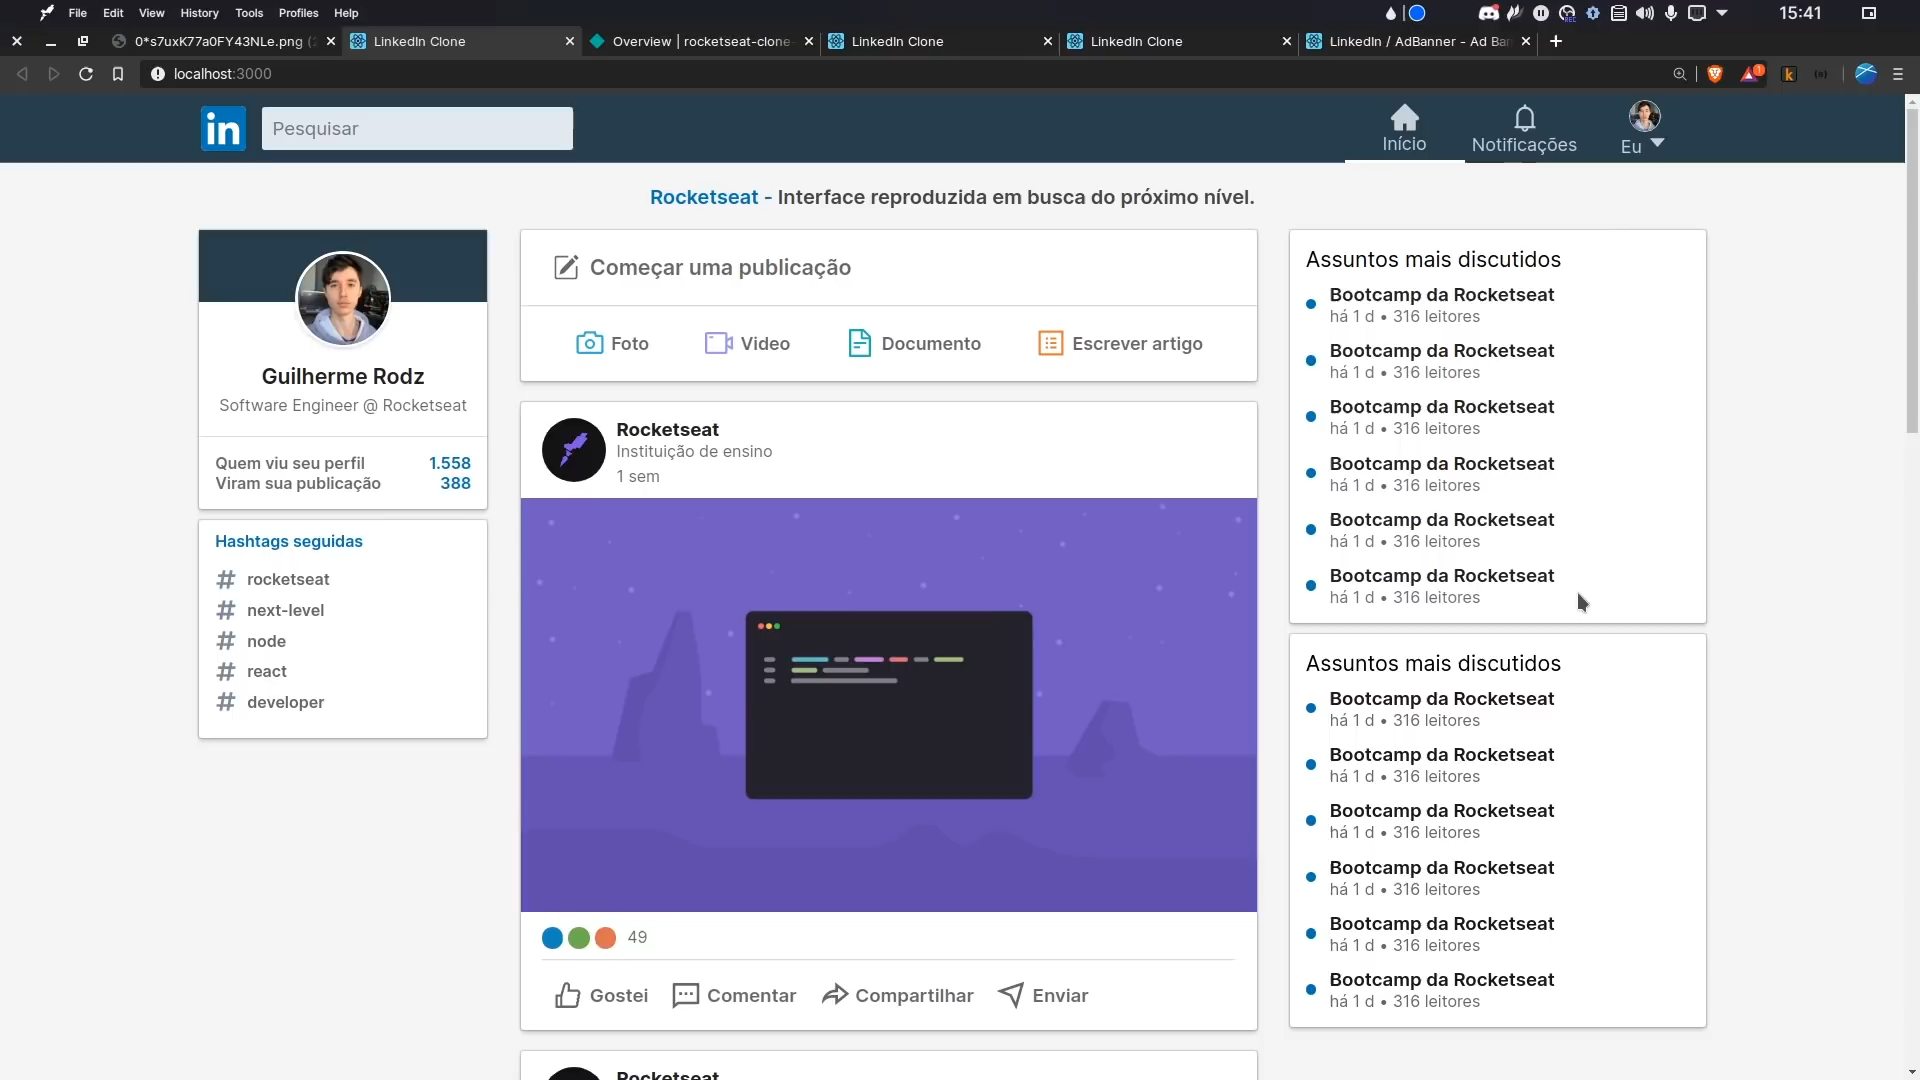 File Edit View History Tools Profiles Help
15:41
0*s7uxK77a0FY43NLe.png (
LinkedIn Clone
Overview | rocketseat-clone-
LinkedIn Clone
LinkedIn Clone
LinkedIn / AdBanner - Ad Ban
localhost:3000
in
Pesquisar
Início
Notificações
Eu
Rocketseat - Interface reproduzida em busca do próximo nível.
Guilherme Rodz
Software Engineer @ Rocketseat
Quem viu seu perfil 1.558
Viram sua publicação 388
Hashtags seguidas
# rocketseat
# next-level
# node
# react
# developer
Começar uma publicação
Foto Video Documento Escrever artigo
Rocketseat
Instituição de ensino
1 sem
49
Gostei Comentar Compartilhar Enviar
Rocketseat
Assuntos mais discutidos
Bootcamp da Rocketseat
há 1 d • 316 leitores
Bootcamp da Rocketseat
há 1 d • 316 leitores
Bootcamp da Rocketseat
há 1 d • 316 leitores
Bootcamp da Rocketseat
há 1 d • 316 leitores
Bootcamp da Rocketseat
há 1 d • 316 leitores
Bootcamp da Rocketseat
há 1 d • 316 leitores
Assuntos mais discutidos
Bootcamp da Rocketseat
há 1 d • 316 leitores
Bootcamp da Rocketseat
há 1 d • 316 leitores
Bootcamp da Rocketseat
há 1 d • 316 leitores
Bootcamp da Rocketseat
há 1 d • 316 leitores
Bootcamp da Rocketseat
há 1 d • 316 leitores
Bootcamp da Rocketseat
há 1 d • 316 leitores